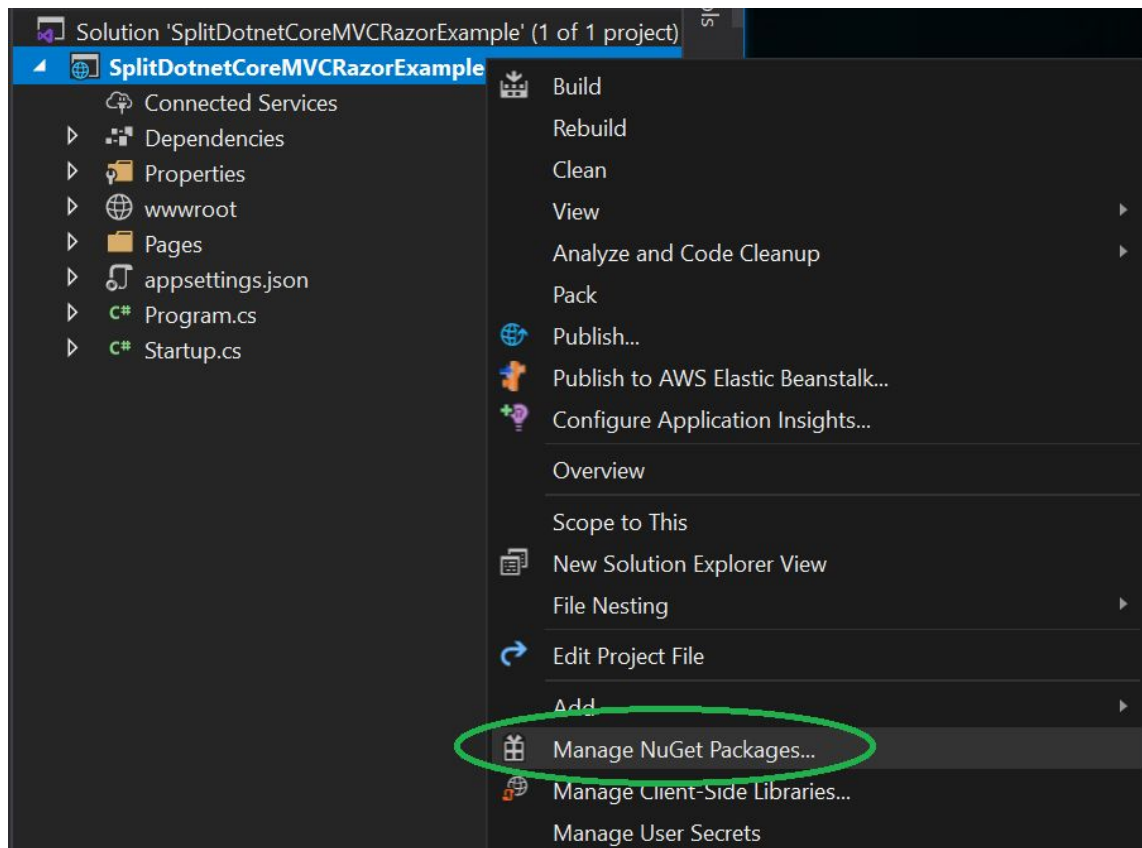 Solution 'SplitDotnetCoreMVCRazorExample' (1 of 1 project)
SplitDotnetCoreMVCRazorExample
Connected Services
Dependencies
Properties
wwwroot
Pages
appsettings.json
C# Program.cs
C# Startup.cs
Build
Rebuild
Clean
View
Analyze and Code Cleanup
Pack
Publish...
Publish to AWS Elastic Beanstalk...
Configure Application Insights...
Overview
Scope to This
New Solution Explorer View
File Nesting
Edit Project File
Add
Manage NuGet Packages...
Manage Client-Side Libraries...
Manage User Secrets